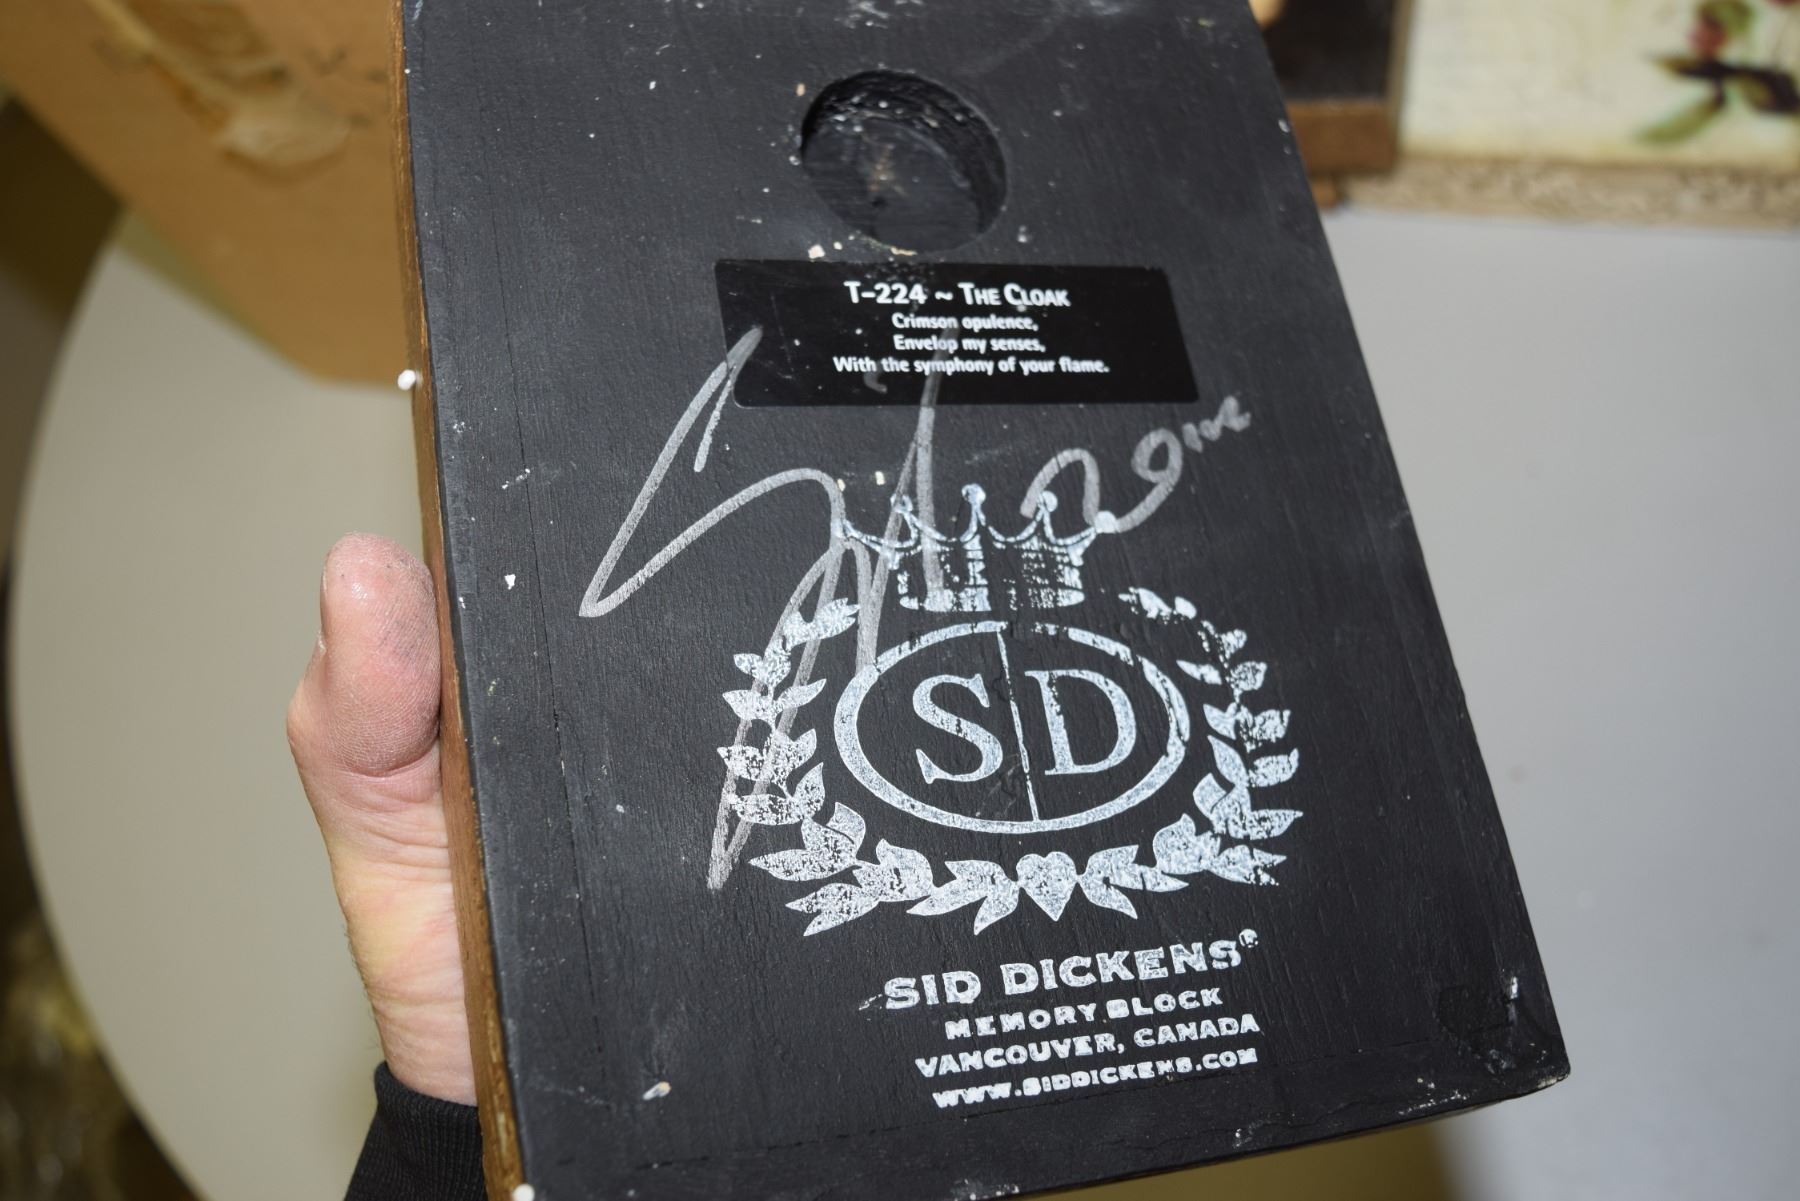 T-224 ~ THE CLOAK
Crimson opulence,
Envelop my senses,
With the symphony of your flame.
S D
SID DICKENS®
MEMORY BLOCK
VANCOUVER, CANADA
WWW.SIDDICKENS.COM